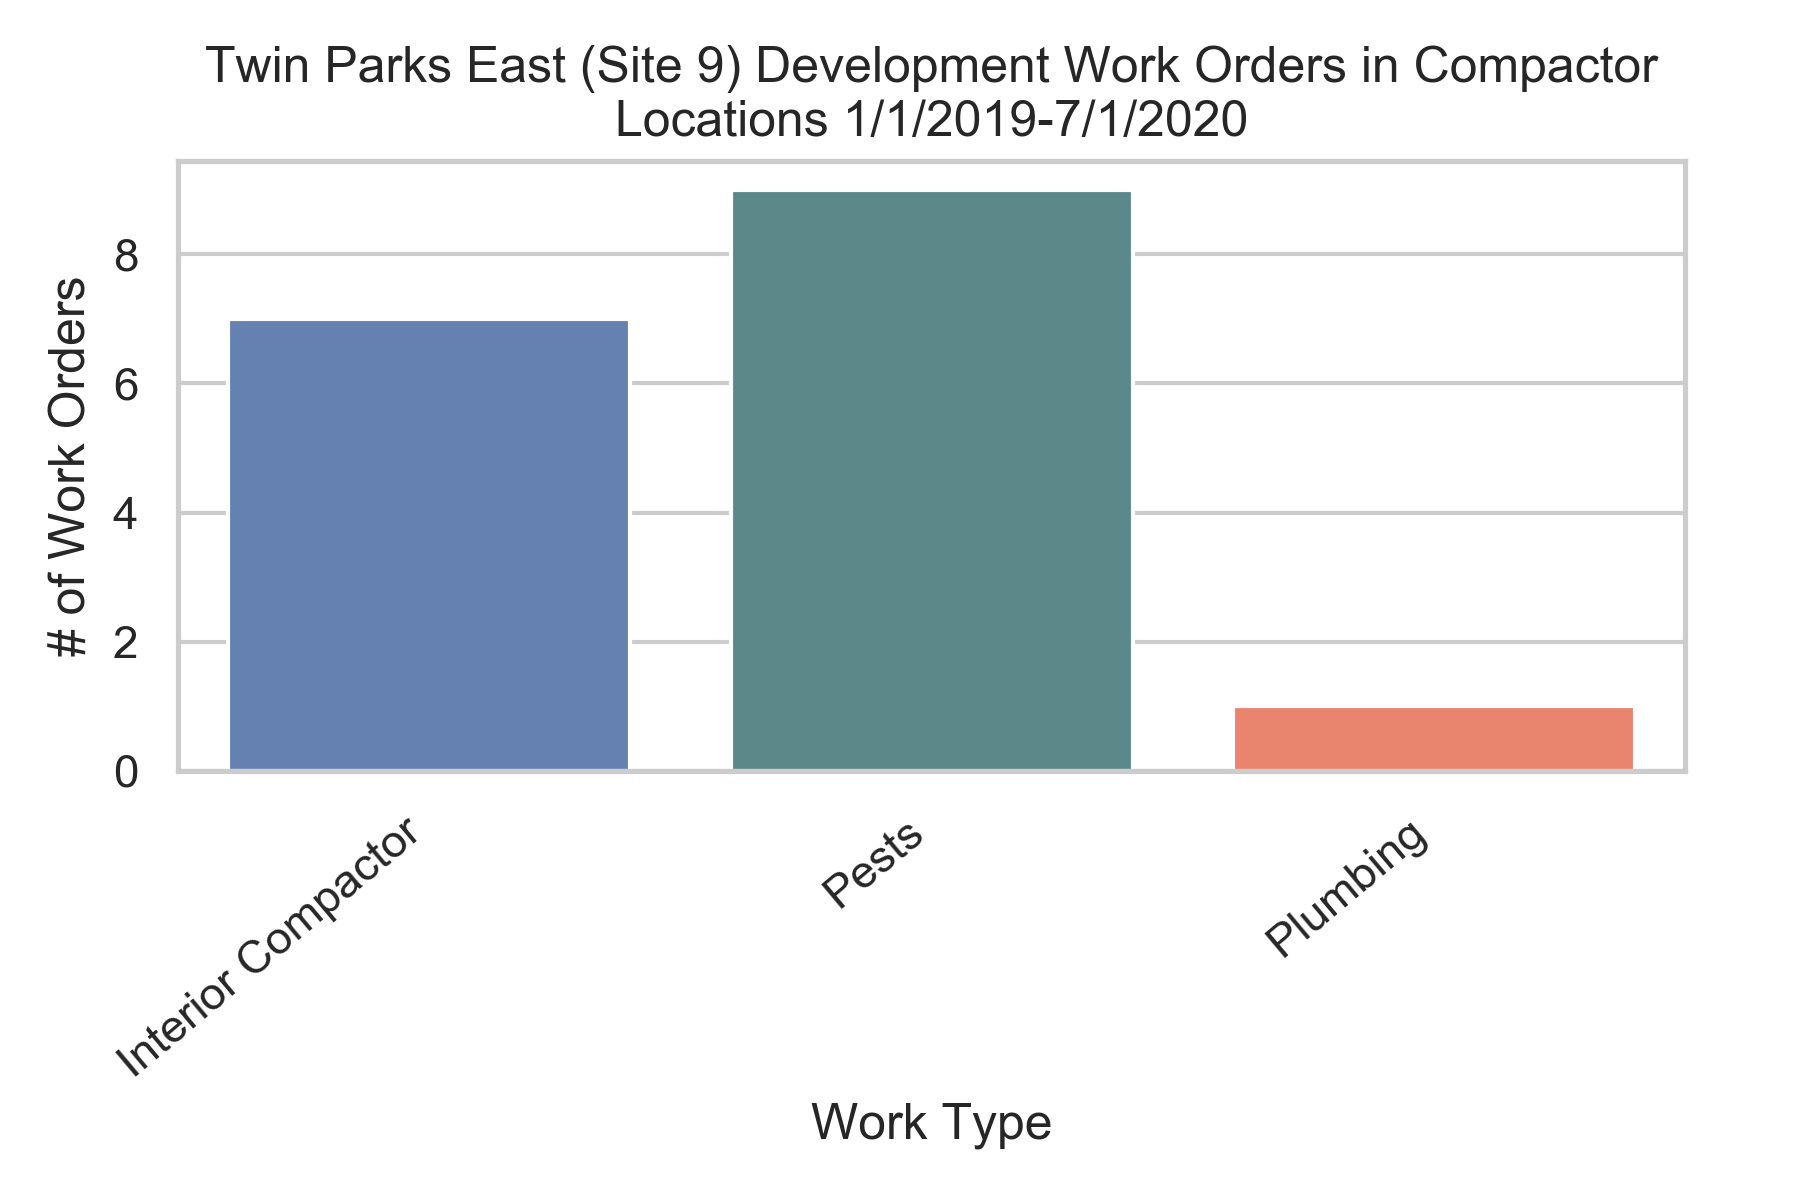 Twin Parks East (Site 9) Development Work Orders in Compactor
Locations 1/1/2019-7/1/2020
# of Work Orders
8
6
4
2
0
Interior Compactor
Pests
Plumbing
Work Type